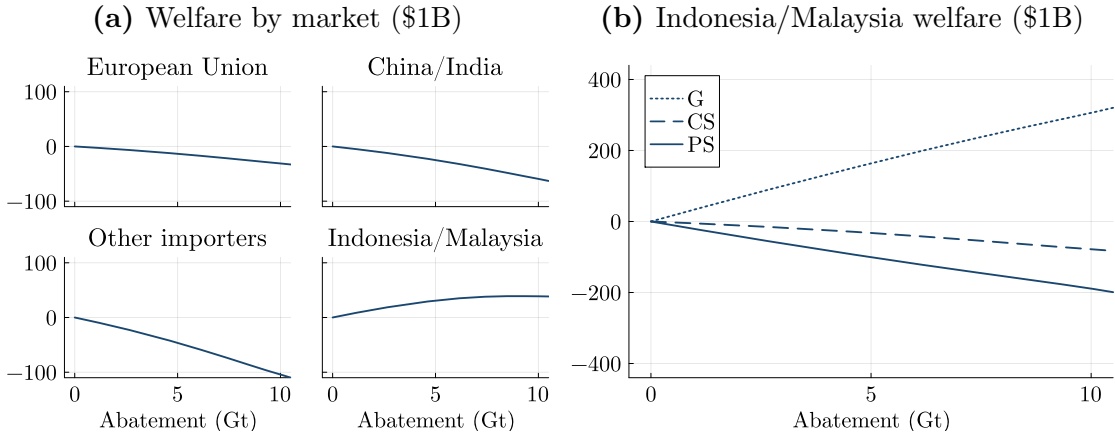 (a) Welfare by market ($1B)
European Union
China/India
100
0
−100
Other importers
Indonesia/Malaysia
100
0
−100
0 5 10
0 5 10
Abatement (Gt)
Abatement (Gt)
(b) Indonesia/Malaysia welfare ($1B)
400
200
0
−200
−400
G
CS
PS
0 5 10
Abatement (Gt)